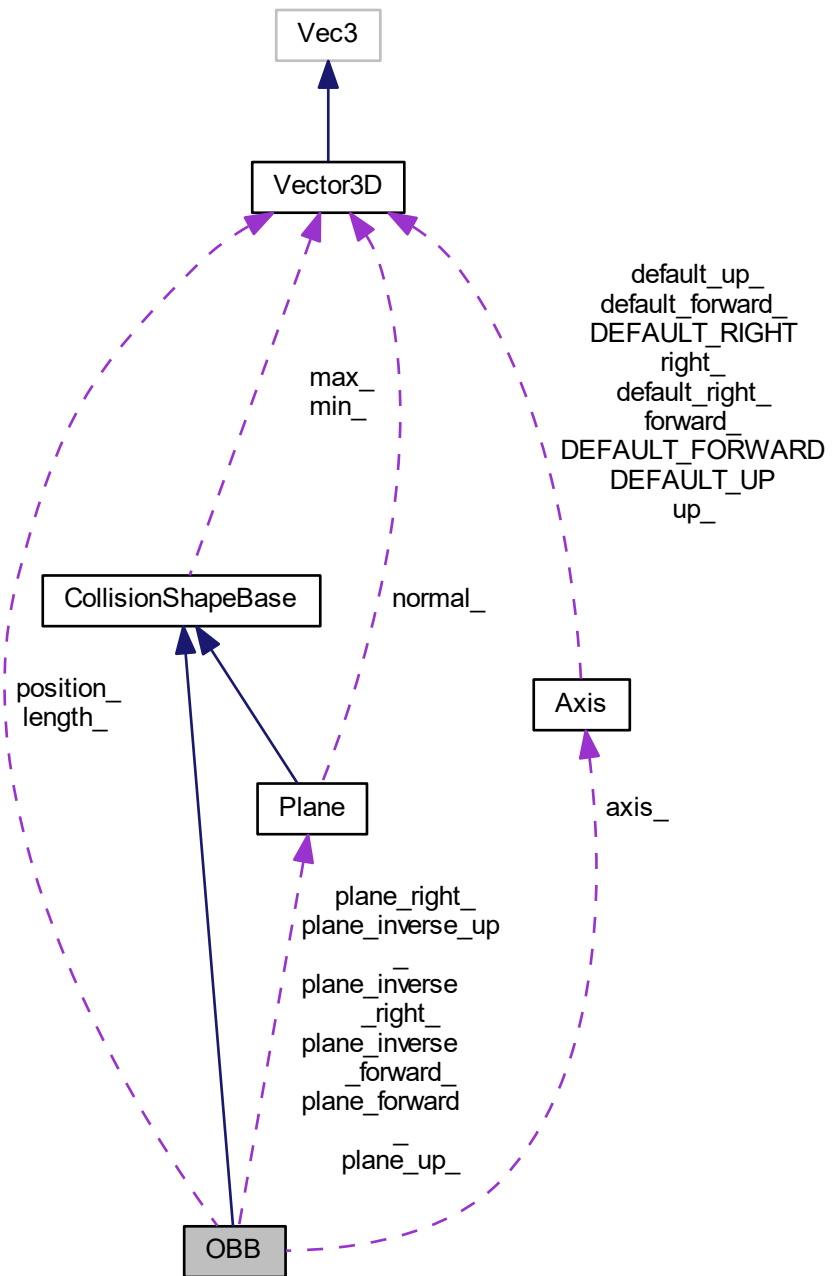 Vec3
Vector3D
default_up_
default_forward_
DEFAULT_RIGHT
right_
default_right_
forward_
DEFAULT_FORWARD
DEFAULT_UP
up_
max_
min_
CollisionShapeBase
normal_
position_
length_
Axis
Plane
axis_
plane_right_
plane_inverse_up
_
plane_inverse
_right_
plane_inverse
_forward_
plane_forward
_
plane_up_
OBB